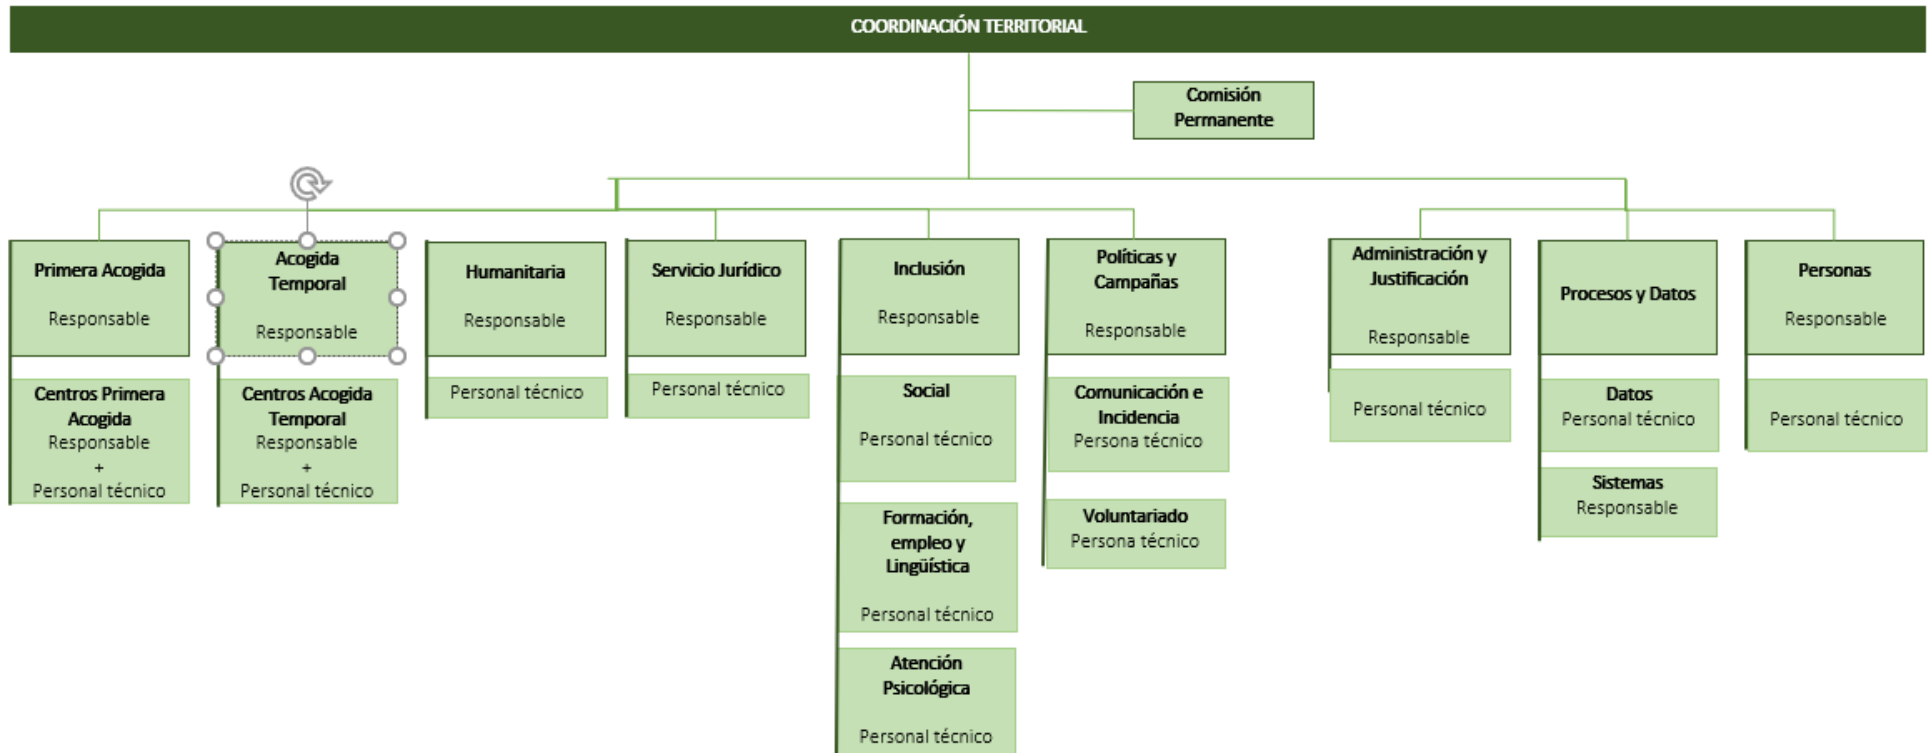 COORDINACIÓN TERRITORIAL
Comisión
Permanente
Primera Acogida
Responsable
Centros Primera
Acogida
Responsable
+
Personal técnico
Acogida
Temporal
Responsable
Centros Acogida
Temporal
Responsable
+
Personal técnico
Humanitaria
Responsable
Personal técnico
Servicio Jurídico
Responsable
Personal técnico
Inclusión
Responsable
Social
Personal técnico
Formación,
empleo y
Lingüística
Personal técnico
Atención
Psicológica
Personal técnico
Políticas y
Campañas
Responsable
Comunicación e
Incidencia
Persona técnico
Voluntariado
Persona técnico
Administración y
Justificación
Responsable
Personal técnico
Procesos y Datos
Datos
Personal técnico
Sistemas
Responsable
Personas
Responsable
Personal técnico